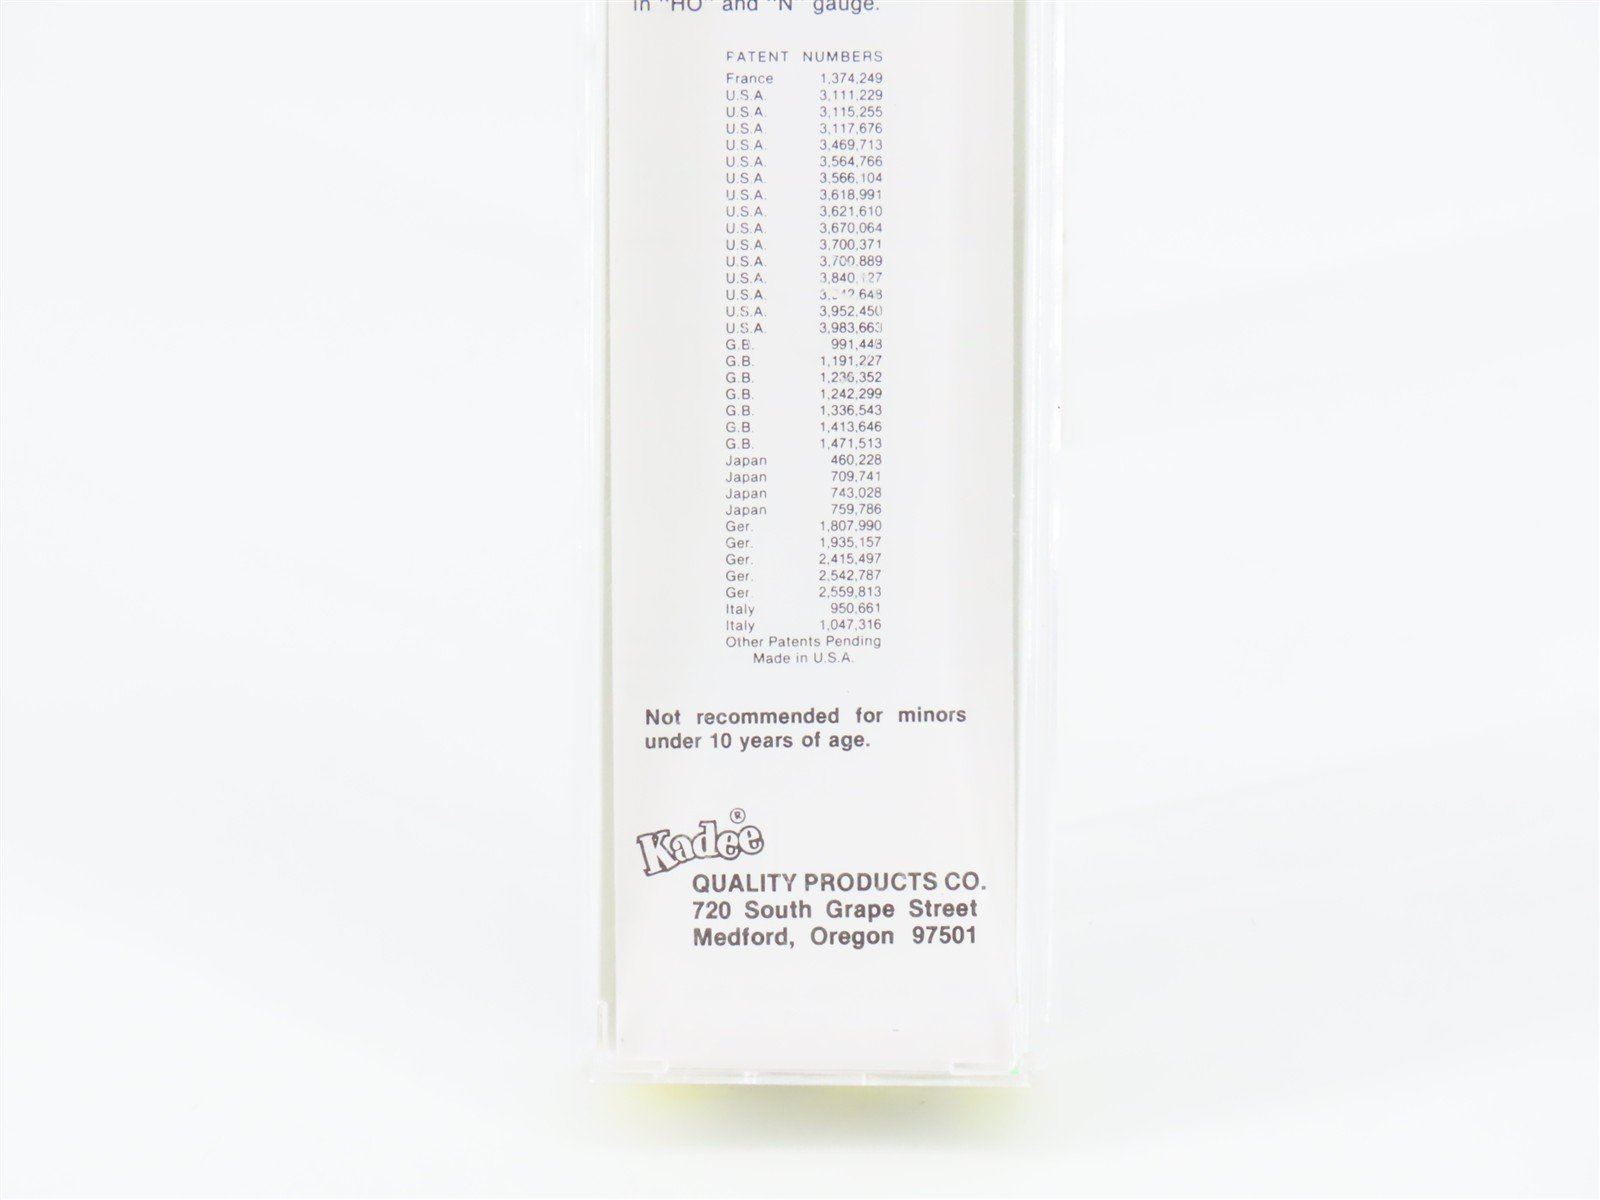 in "HO" and "N" gauge.
PATENT NUMBERS
France 1,374,249
U.S.A. 3,111,229
U.S.A. 3,115,255
U.S.A. 3,117,676
U.S.A. 3,469,713
U.S.A. 3,564,766
U.S.A. 3,566,104
U.S.A. 3,618,991
U.S.A. 3,621,610
U.S.A. 3,670,064
U.S.A. 3,700,371
U.S.A. 3,700,889
U.S.A. 3,840,127
U.S.A.
U.S.A. 3,952,450
U.S.A. 3,983,663
G.B. 991,448
G.B. 1,191,227
G.B. 1,236,352
G.B. 1,242,299
G.B. 1,336,543
G.B. 1,413,646
G.B. 1,471,513
Japan 460,228
Japan 709,741
Japan 743,028
Japan 759,786
Ger. 1,807,990
Ger. 1,935,157
Ger. 2,415,497
Ger. 2,542,787
Ger. 2,559,813
Italy 950,661
Italy 1,047,316
Other Patents Pending
Made in U.S.A.
Not recommended for minors
under 10 years of age.
Kadee®
QUALITY PRODUCTS CO.
720 South Grape Street
Medford, Oregon 97501